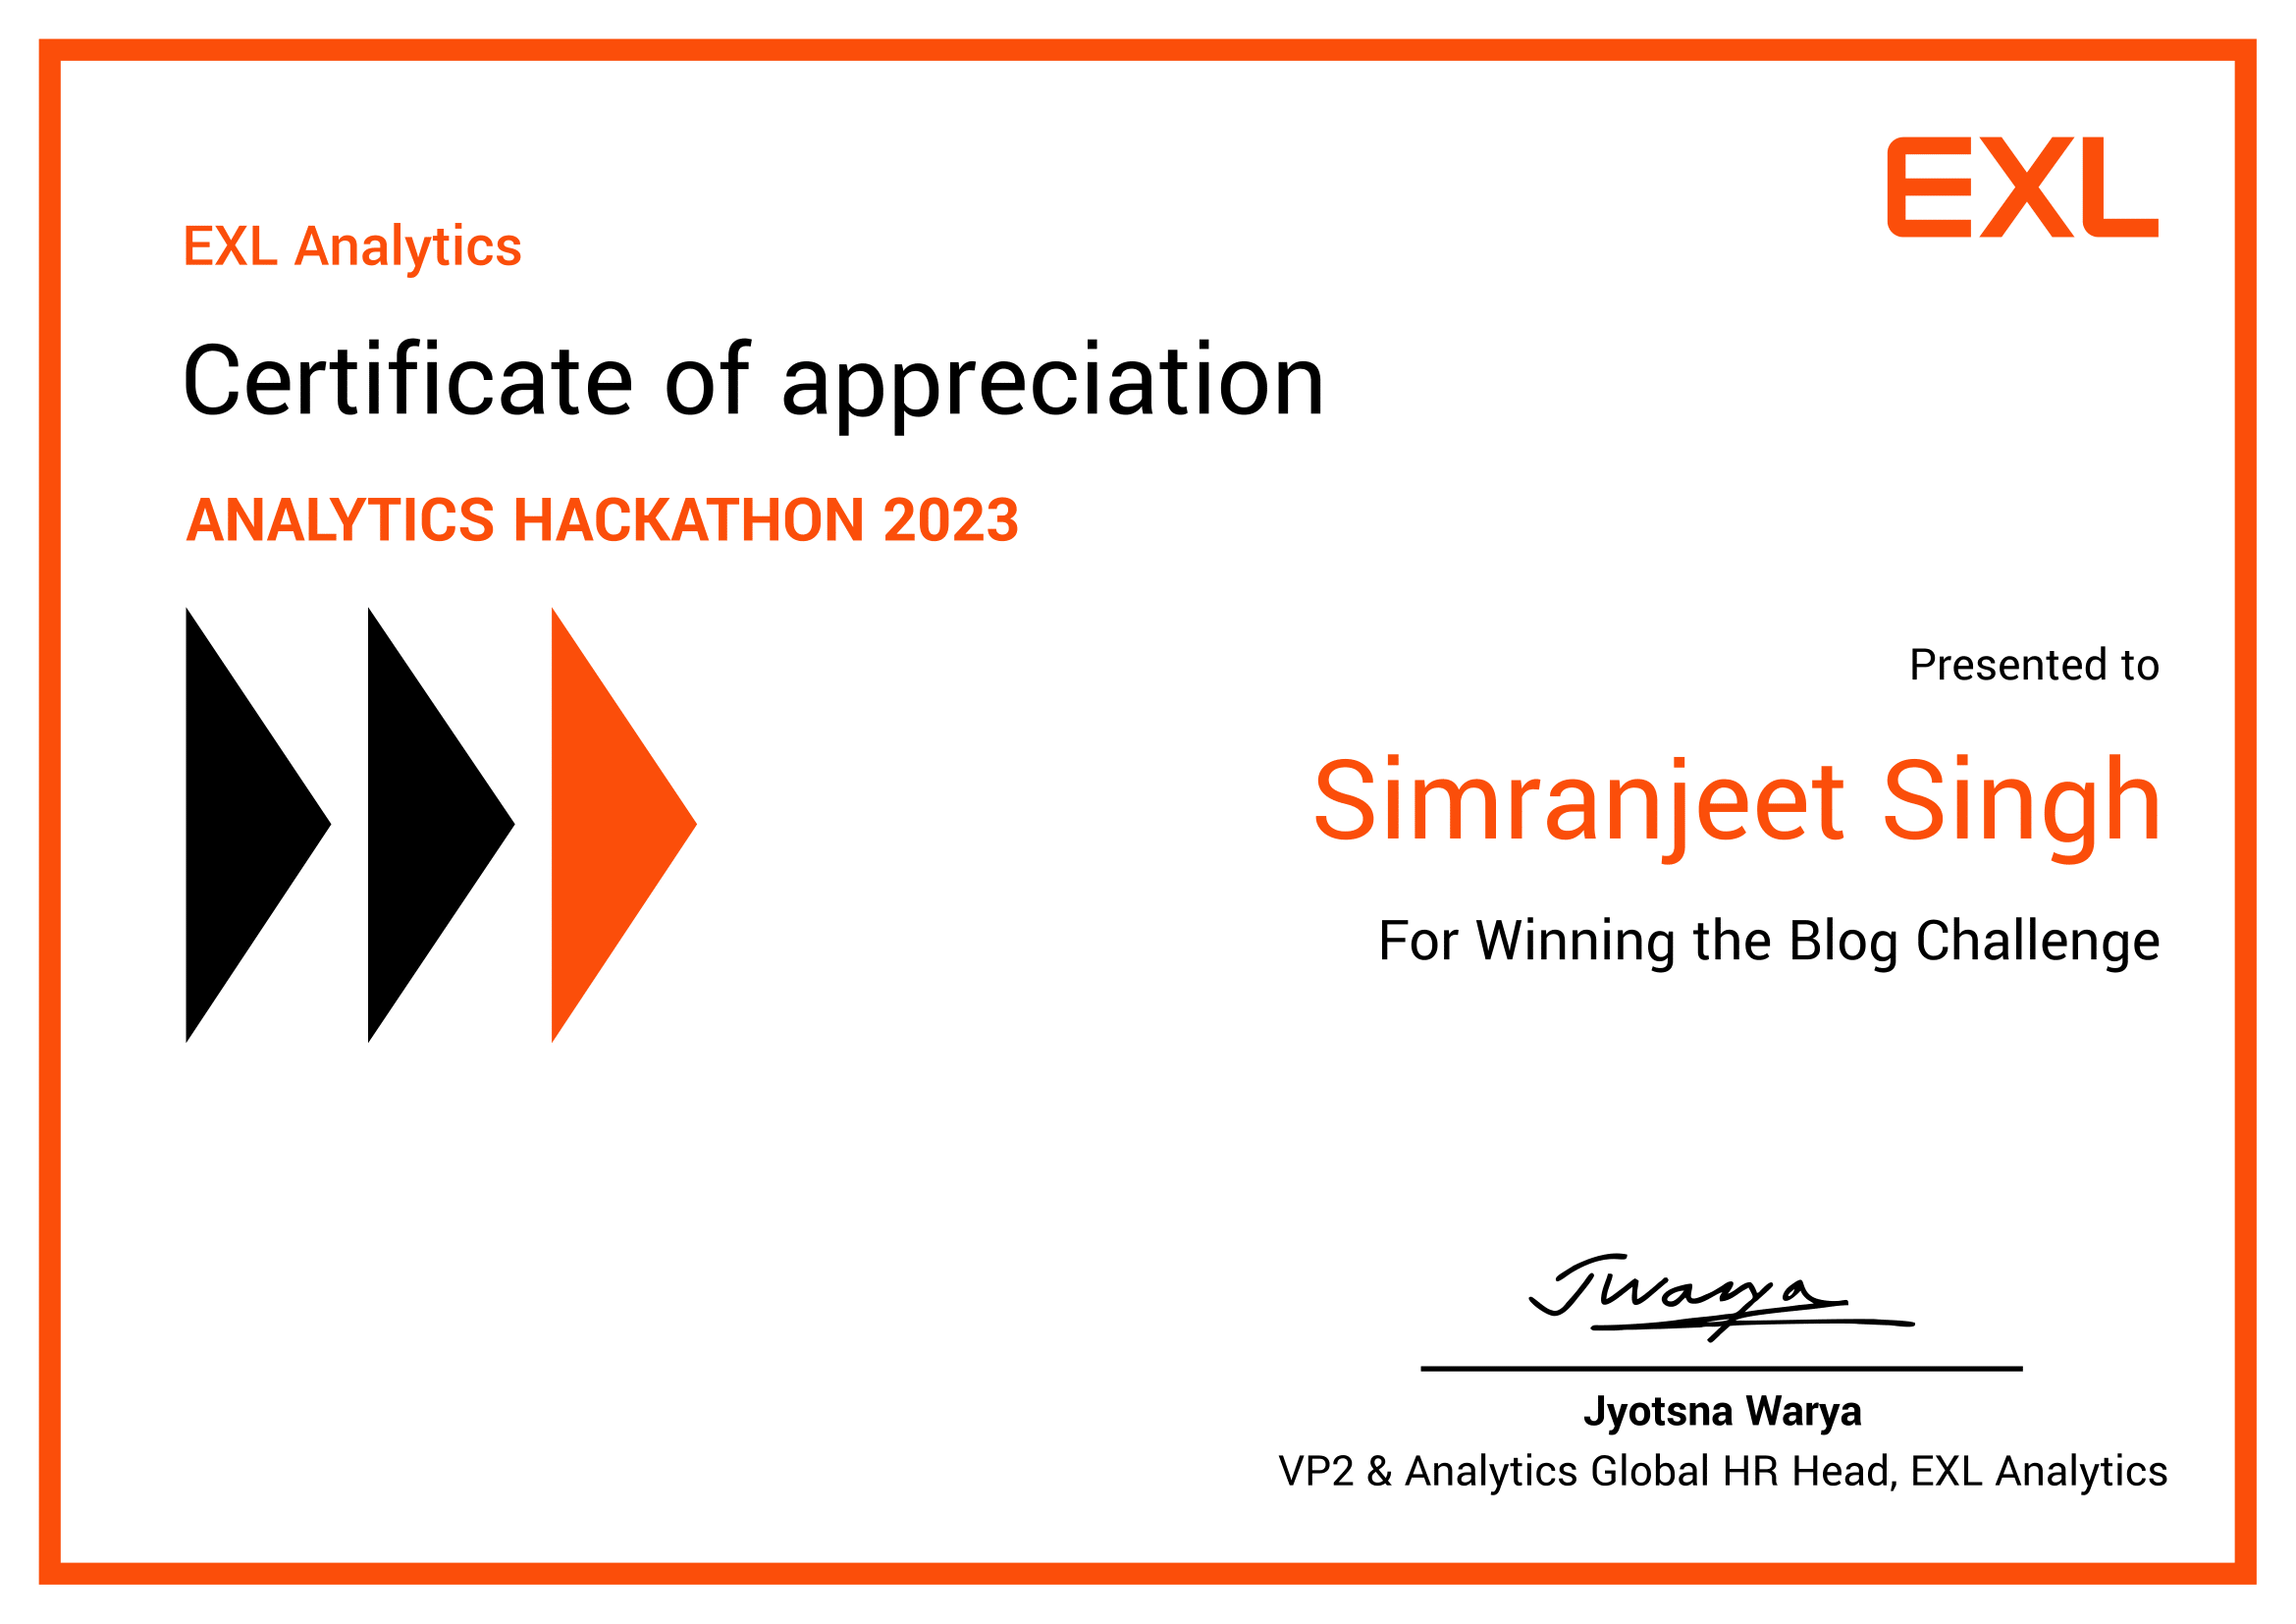 EXL
EXL Analytics
Certificate of appreciation
ANALYTICS HACKATHON 2023
Presented to
Simranjeet Singh
For Winning the Blog Challenge
JWarya
Jyotsna Warya
VP2 & Analytics Global HR Head, EXL Analytics